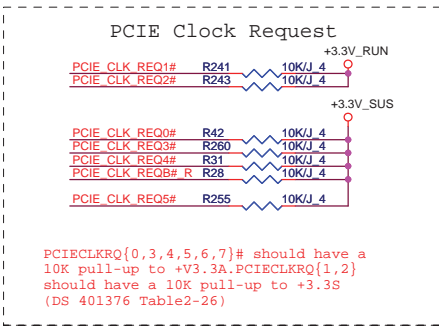 PCIE Clock Request
+3.3V_RUN
PCIE_CLK_REQ1# R241 10K/J_4
PCIE_CLK_REQ2# R243 10K/J_4
+3.3V_SUS
PCIE_CLK_REQ0# R42 10K/J_4
PCIE_CLK_REQ3# R260 10K/J_4
PCIE_CLK_REQ4# R31 10K/J_4
PCIE_CLK_REQB#_R R28 10K/J_4
PCIE_CLK_REQ5# R255 10K/J_4
PCIECLKRQ{0,3,4,5,6,7}# should have a
10K pull-up to +V3.3A.PCIECLKRQ{1,2}
should have a 10K pull-up to +3.3S
(DS 401376 Table2-26)